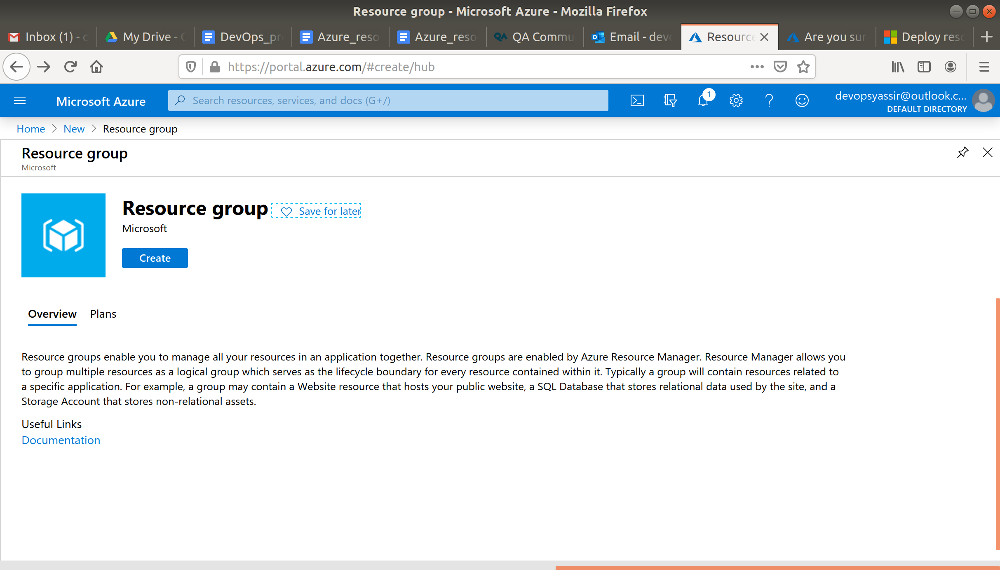 Resource group - Microsoft Azure - Mozilla Firefox
Inbox (1) - My Drive - DevOps_pr Azure_reso Azure_reso QA Commu Email - devo Resource Are you sur Deploy reso
https://portal.azure.com/#create/hub
Microsoft Azure Search resources, services, and docs (G+/) 1 devopsyassir@outlook.c...
DEFAULT DIRECTORY
Home > New > Resource group
Resource group
Microsoft
Resource group Save for later
Microsoft
Create
Overview Plans
Resource groups enable you to manage all your resources in an application together. Resource groups are enabled by Azure Resource Manager. Resource Manager allows you
to group multiple resources as a logical group which serves as the lifecycle boundary for every resource contained within it. Typically a group will contain resources related to
a specific application. For example, a group may contain a Website resource that hosts your public website, a SQL Database that stores relational data used by the site, and a
Storage Account that stores non-relational assets.
Useful Links
Documentation